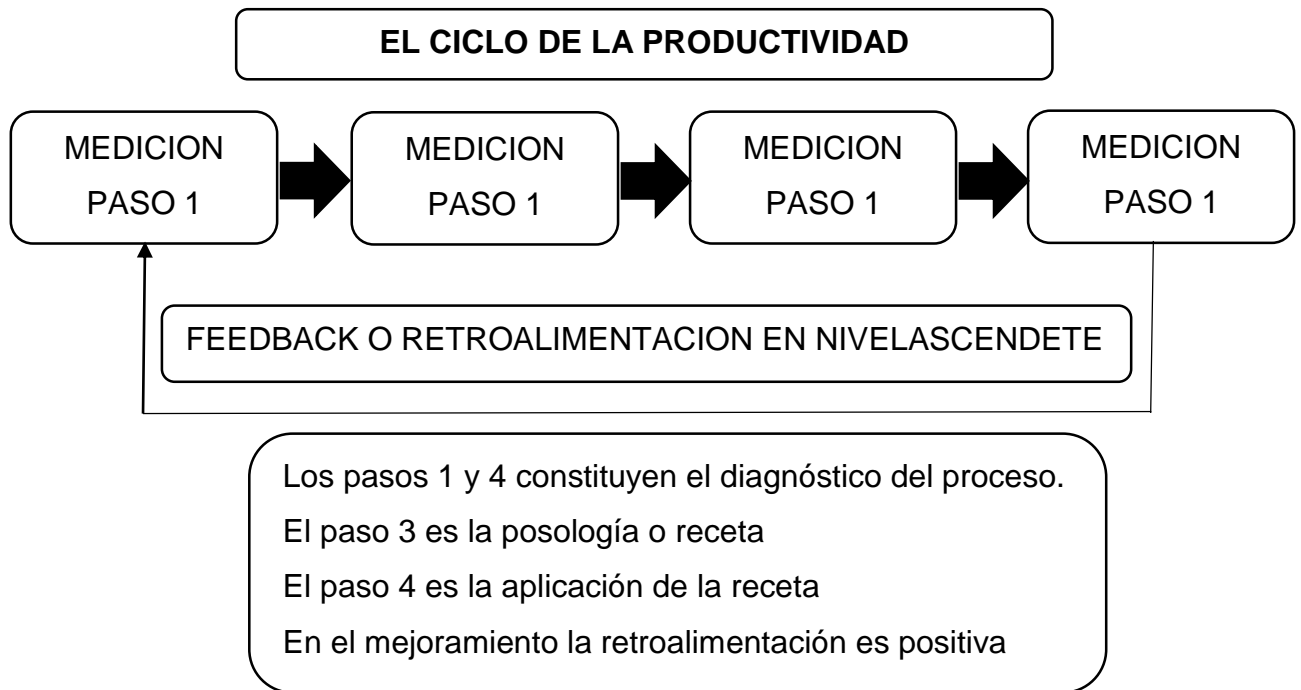 EL CICLO DE LA PRODUCTIVIDAD
MEDICION
PASO 1
MEDICION
PASO 1
MEDICION
PASO 1
MEDICION
PASO 1
FEEDBACK O RETROALIMENTACION EN NIVELASCENDETE
Los pasos 1 y 4 constituyen el diagnóstico del proceso.
El paso 3 es la posología o receta
El paso 4 es la aplicación de la receta
En el mejoramiento la retroalimentación es positiva